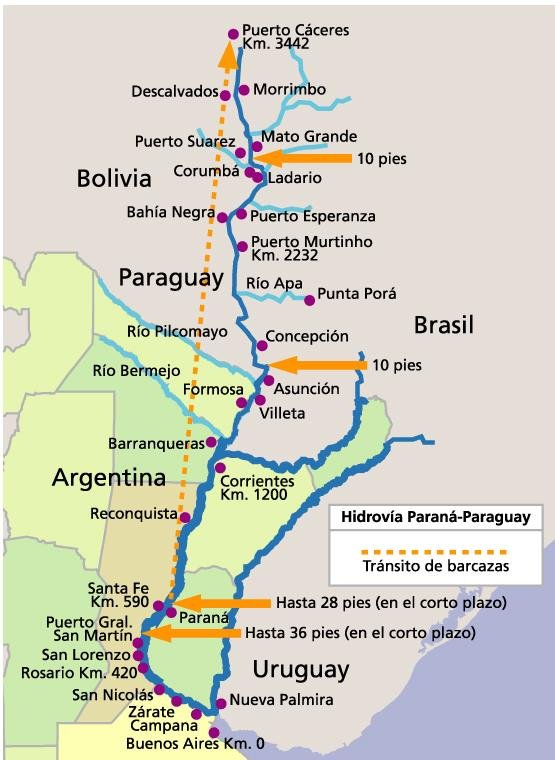 Puerto Cáceres
Km. 3442
Descalvados
Morrimbo
Mato Grande
Puerto Suarez
10 pies
Corumbá
Ladario
Bolivia
Bahía Negra
Puerto Esperanza
Puerto Murtinho
Km. 2232
Paraguay
Río Apa
Punta Porá
Brasil
Río Pilcomayo
Concepción
10 pies
Río Bermejo
Asunción
Formosa
Villeta
Barranqueras
Argentina
Corrientes
Km. 1200
Reconquista
Hidrovía Paraná-Paraguay
Tránsito de barcazas
Santa Fe
Km. 590
Hasta 28 pies (en el corto plazo)
Paraná
Puerto Gral.
San Martín
Hasta 36 pies (en el corto plazo)
San Lorenzo
Rosario Km. 420
Uruguay
San Nicolás
Nueva Palmira
Zárate
Campana
Buenos Aires Km. 0